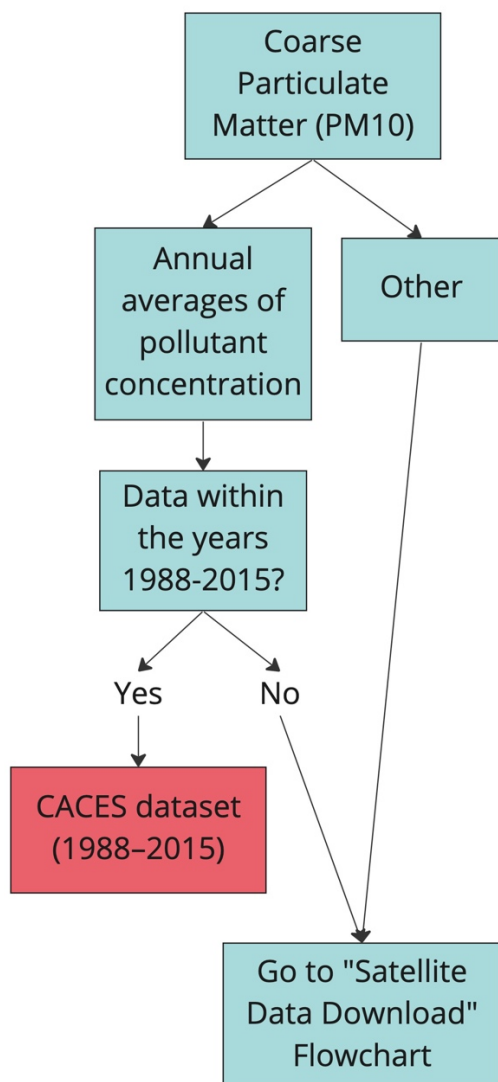 Coarse
Particulate
Matter (PM10)
Annual
averages of
pollutant
concentration
Other
Data within
the years
1988-2015?
Yes
No
CACES dataset
(1988–2015)
Go to "Satellite
Data Download"
Flowchart